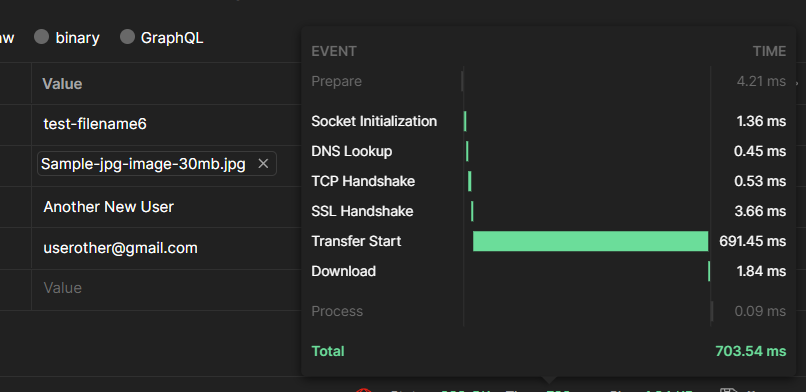 binary GraphQL
Value
test-filename6
Sample-jpg-image-30mb.jpg
Another New User
userother@gmail.com
Value
EVENT TIME
Prepare 4.21 ms
Socket Initialization 1.36 ms
DNS Lookup 0.45 ms
TCP Handshake 0.53 ms
SSL Handshake 3.66 ms
Transfer Start 691.45 ms
Download 1.84 ms
Process 0.09 ms
Total 703.54 ms